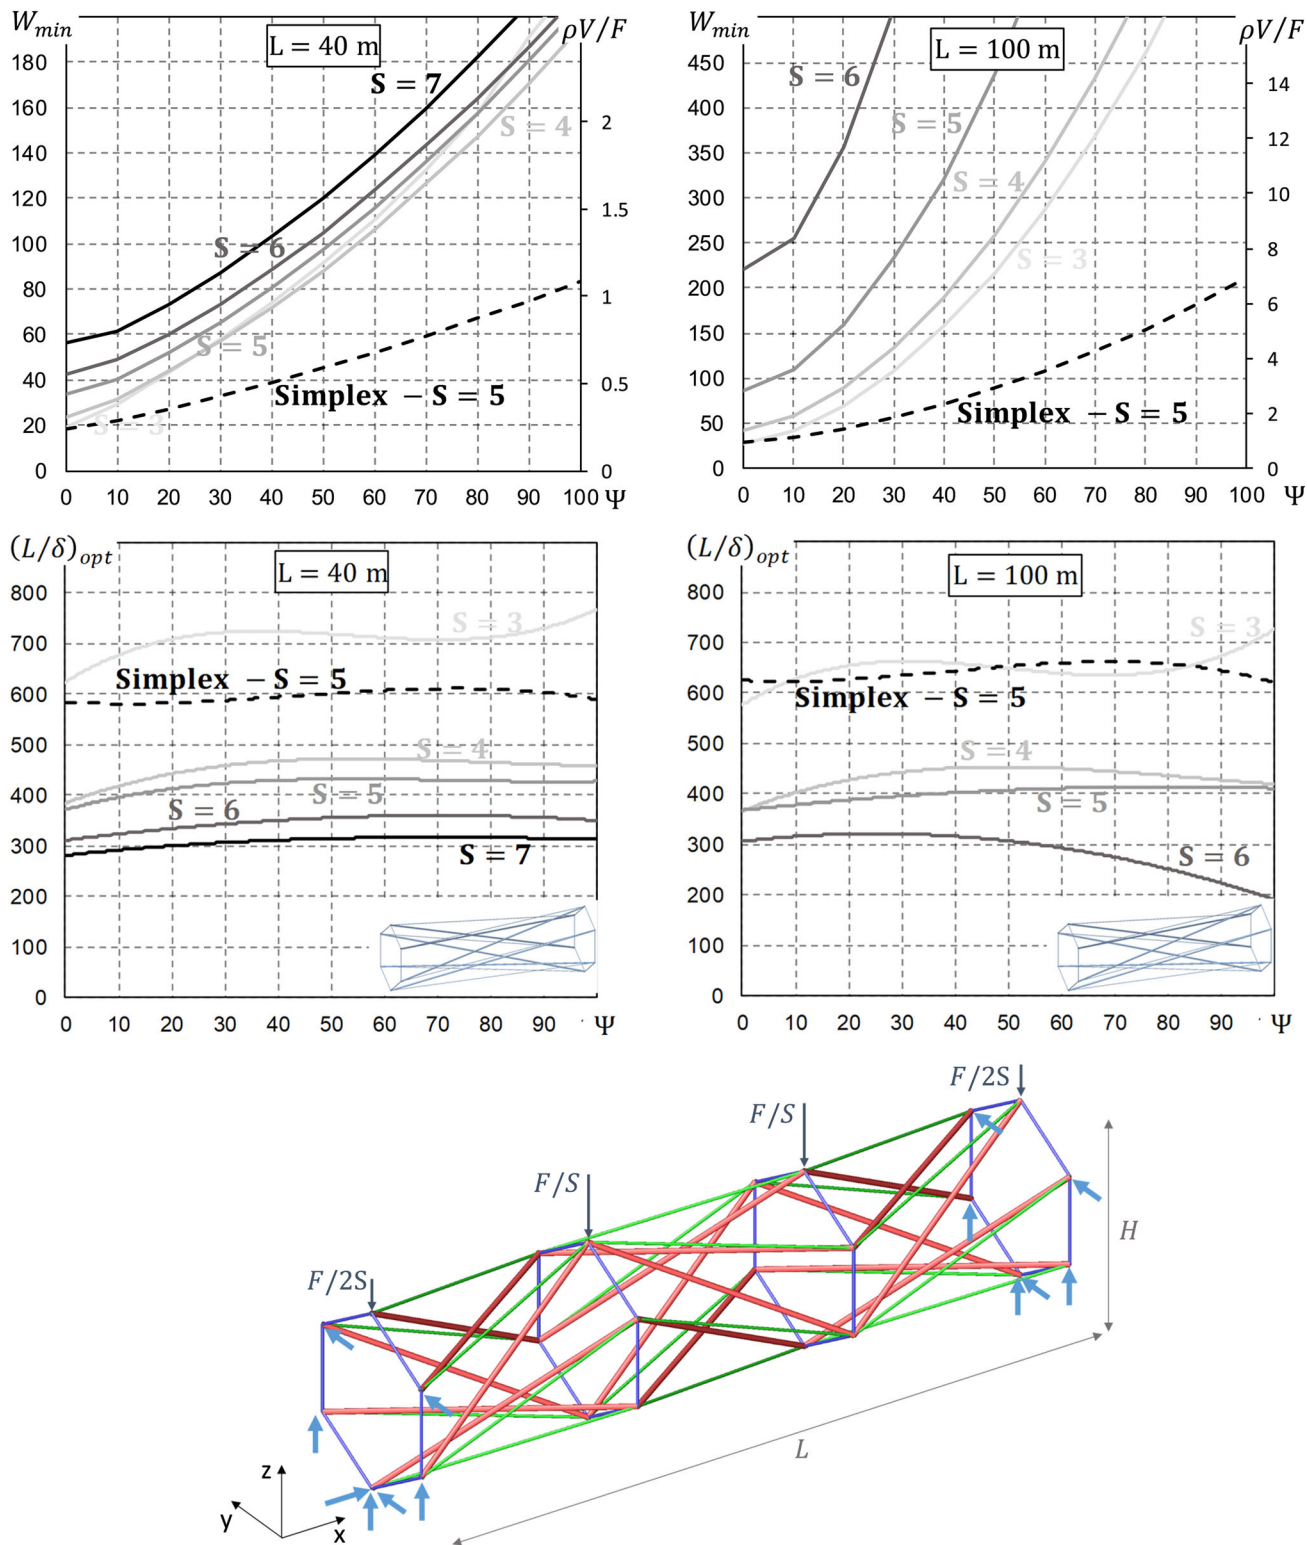 W_min L = 40 m ρV/F
180
160
140
120
100
80
60
40
20
0
2
1.5
1
0.5
0
S = 7
S = 4
S = 6
S = 5
S = 3
Simplex – S = 5
0 10 20 30 40 50 60 70 80 90 100 Ψ
W_min L = 100 m ρV/F
450
400
350
300
250
200
150
100
50
0
14
12
10
8
6
4
2
0
S = 6
S = 5
S = 4
S = 3
Simplex – S = 5
0 10 20 30 40 50 60 70 80 90 100 Ψ
(L/δ)_opt L = 40 m
800
700
600
500
400
300
200
100
0
S = 3
Simplex – S = 5
S = 4
S = 5
S = 6
S = 7
0 10 20 30 40 50 60 70 80 90 Ψ
(L/δ)_opt L = 100 m
800
700
600
500
400
300
200
100
0
S = 3
Simplex – S = 5
S = 4
S = 5
S = 6
0 10 20 30 40 50 60 70 80 90 Ψ
F/2S
F/S
F/S
F/2S
H
L
z
y
x